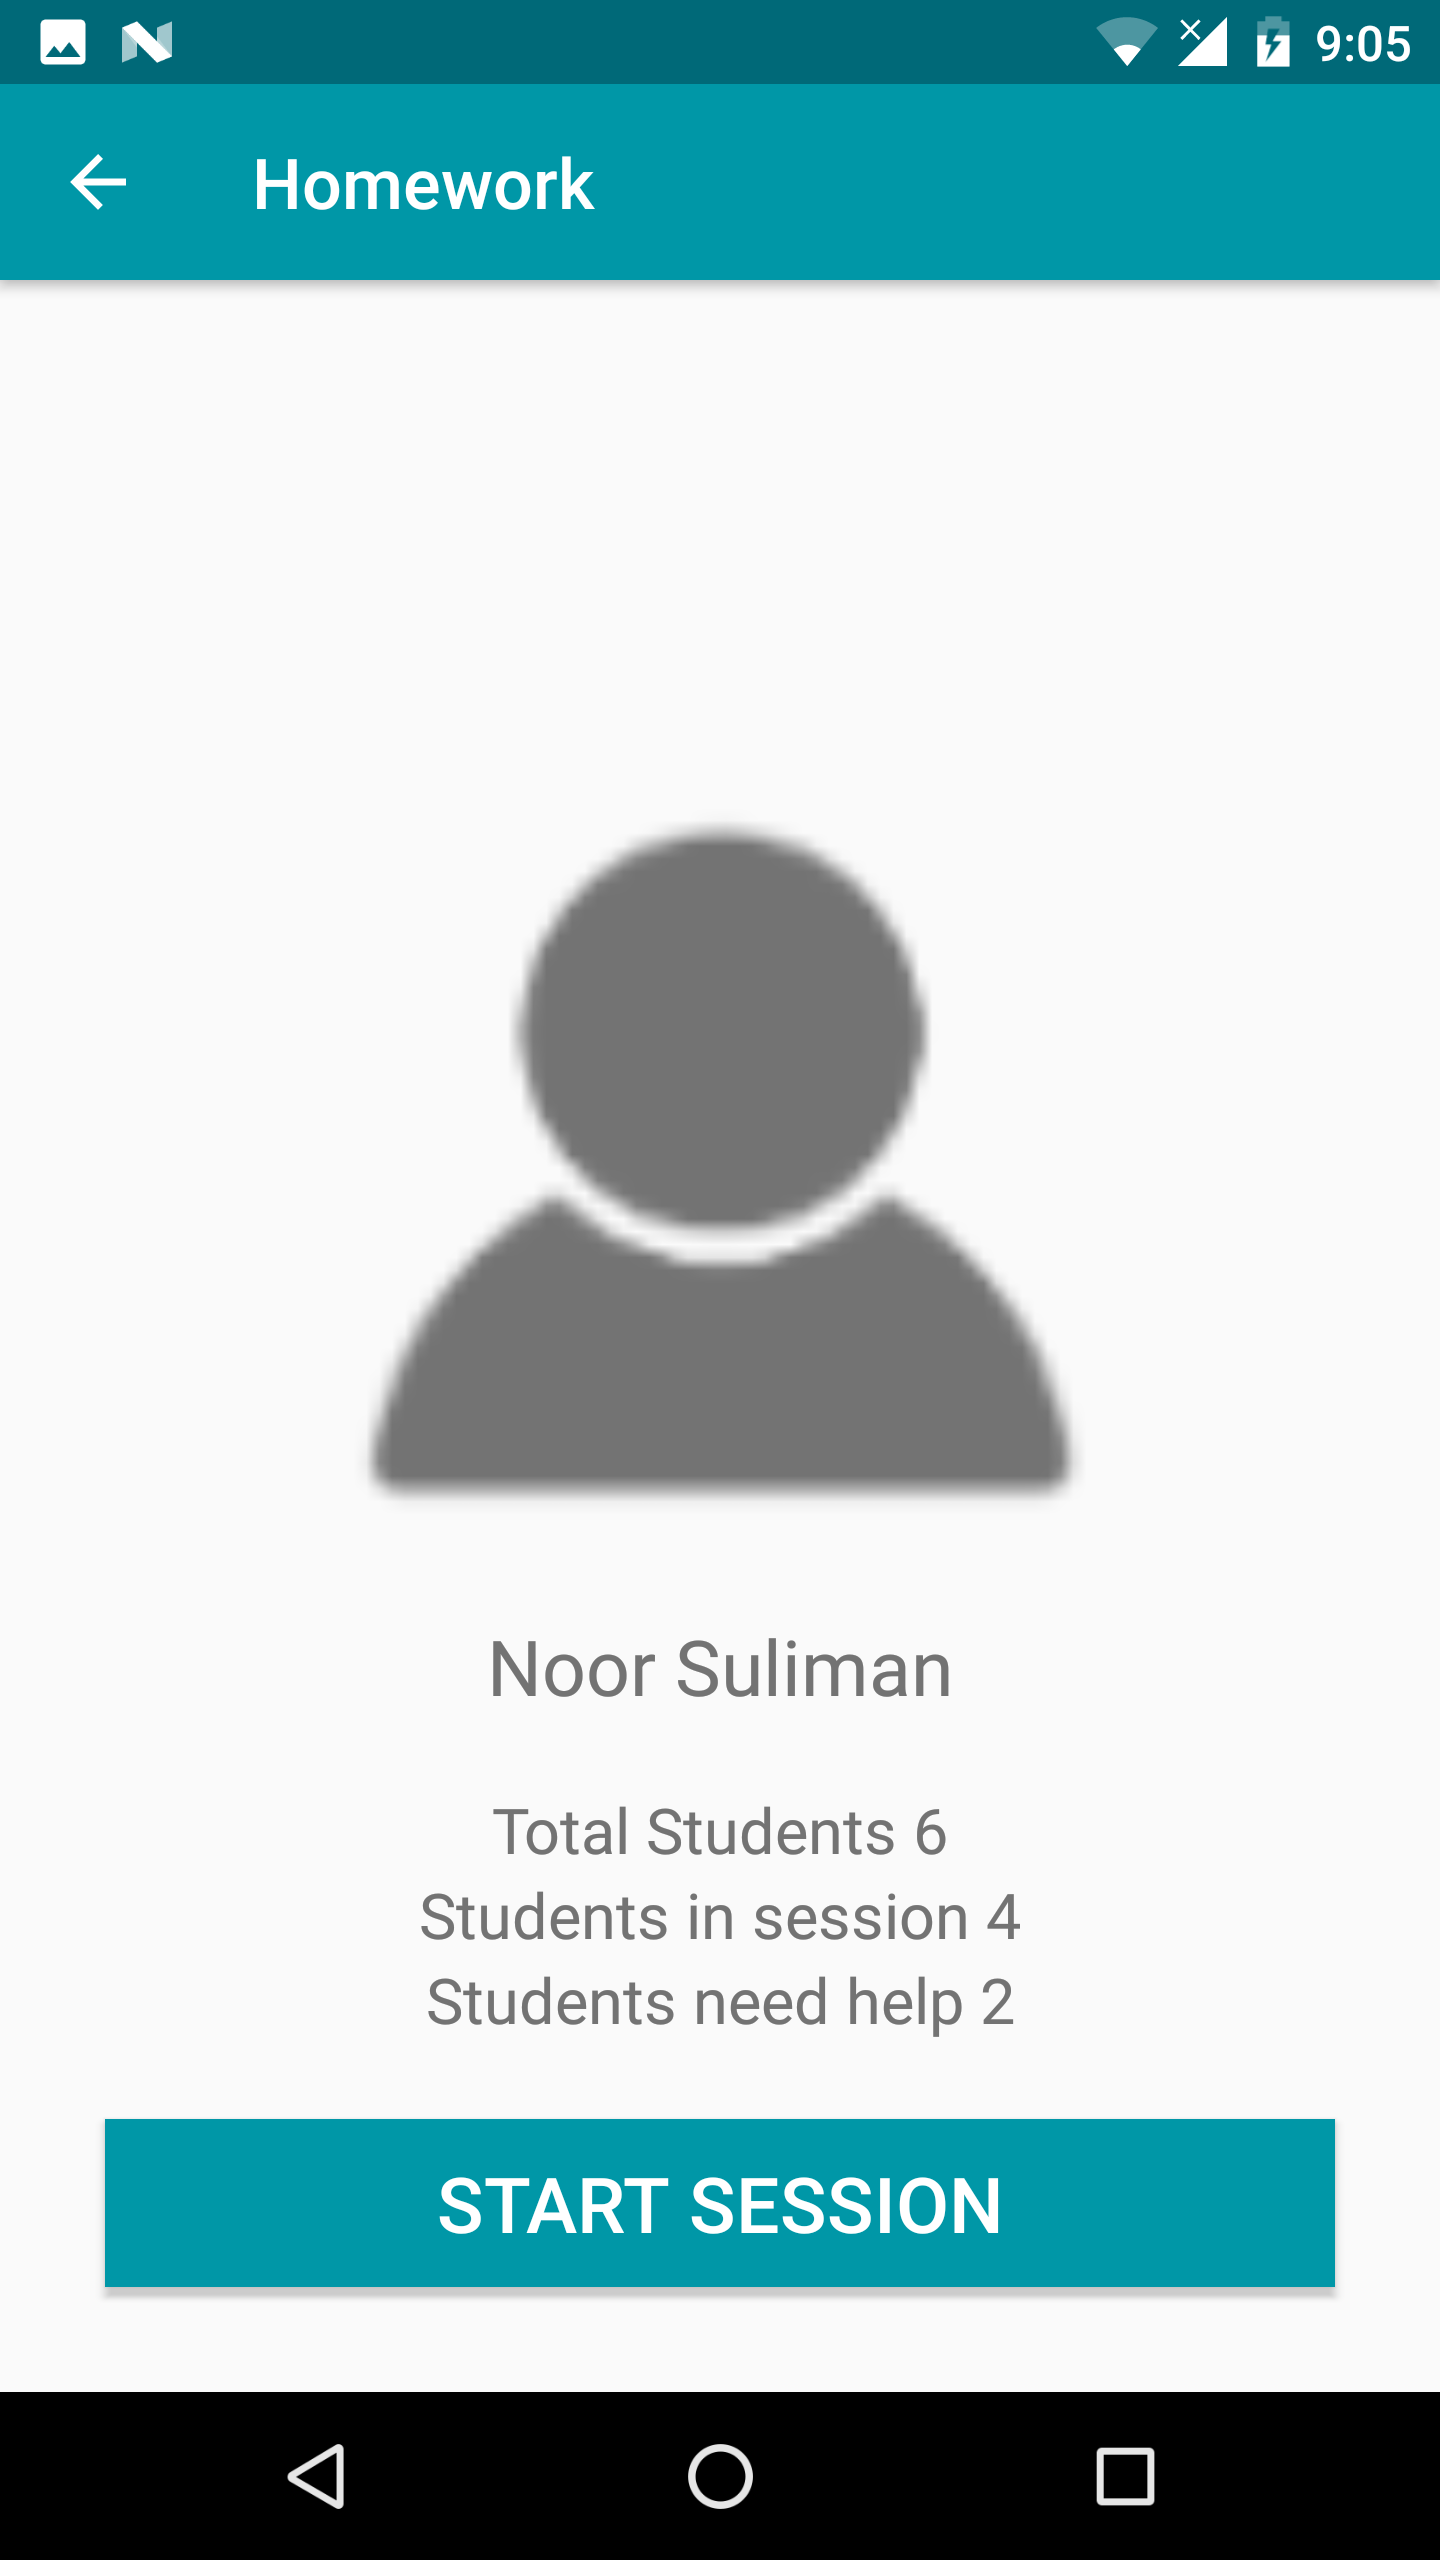 9:05
Homework
Noor Suliman
Total Students 6
Students in session 4
Students need help 2
START SESSION